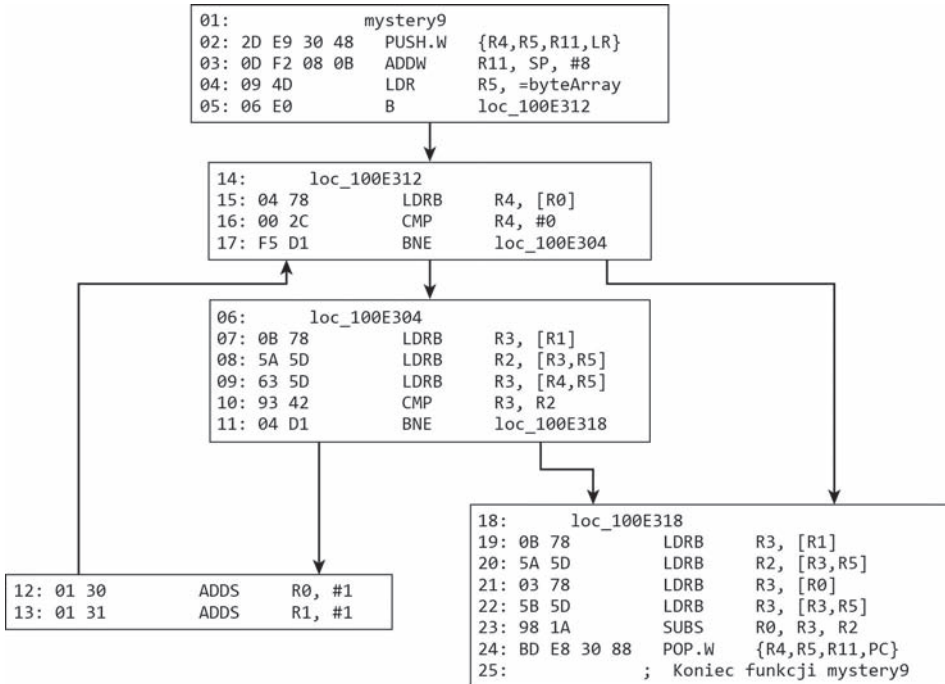 01: mystery9
02: 2D E9 30 48 PUSH.W {R4,R5,R11,LR}
03: 0D F2 08 0B ADDW R11, SP, #8
04: 09 4D LDR R5, =byteArray
05: 06 E0 B loc_100E312
14: loc_100E312
15: 04 78 LDRB R4, [R0]
16: 00 2C CMP R4, #0
17: F5 D1 BNE loc_100E304
06: loc_100E304
07: 0B 78 LDRB R3, [R1]
08: 5A 5D LDRB R2, [R3,R5]
09: 63 5D LDRB R3, [R4,R5]
10: 93 42 CMP R3, R2
11: 04 D1 BNE loc_100E318
12: 01 30 ADDS R0, #1
13: 01 31 ADDS R1, #1
18: loc_100E318
19: 0B 78 LDRB R3, [R1]
20: 5A 5D LDRB R2, [R3,R5]
21: 03 78 LDRB R3, [R0]
22: 5B 5D LDRB R3, [R3,R5]
23: 98 1A SUBS R0, R3, R2
24: BD E8 30 88 POP.W {R4,R5,R11,PC}
25: ; Koniec funkcji mystery9